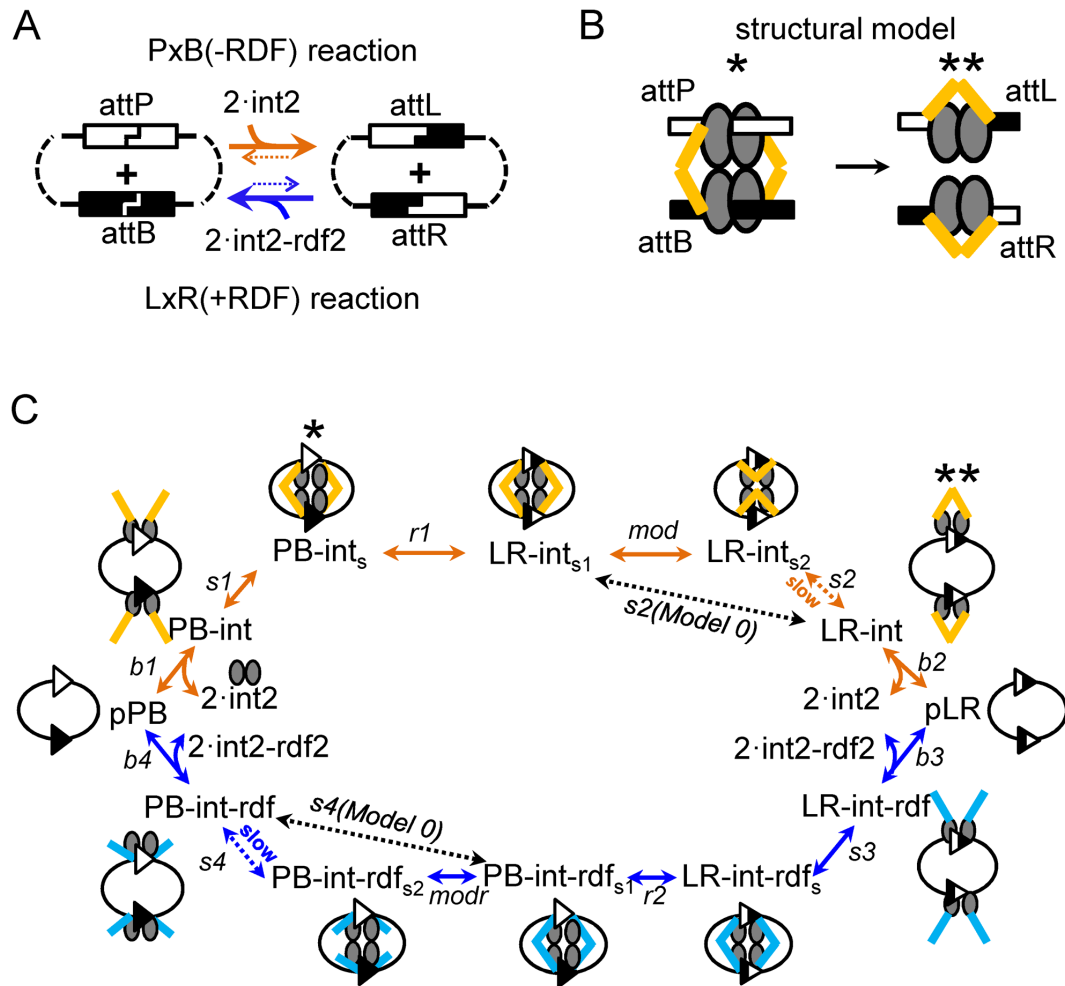 A
PxB(-RDF) reaction
attP
2·int2
attL
+
+
attB
2·int2-rdf2
attR
LxR(+RDF) reaction
B
structural model
*
**
attP
attL
attB
attR
C
*
**
PB-ints
r1
LR-ints1
mod
LR-ints2
s1
s2
slow
s2(Model 0)
PB-int
LR-int
b1
2·int2
b2
2·int2
pPB
pLR
b4
2·int2-rdf2
2·int2-rdf2
b3
PB-int-rdf
s4(Model 0)
LR-int-rdf
slow
s4
s3
PB-int-rdfs2
modr
PB-int-rdfs1
r2
LR-int-rdfs